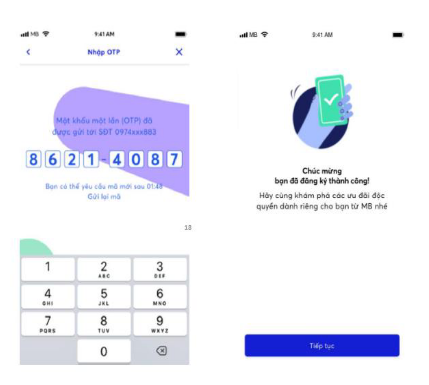 MB 9:41 AM
Nhập OTP
Mật khẩu một lần (OTP) đã
được gửi tới SĐT 0974xxx883
8 6 2 1 - 4 0 8 7
Bạn có thể yêu cầu mã mới sau 01:48
Gửi lại mã
1.0
1 2 3
ABC DEF
4 5 6
GHI JKL MNO
7 8 9
PQRS TUV WXYZ
0
MB 9:41 AM
Chúc mừng
bạn đã đăng ký thành công!
Hãy cùng khám phá các ưu đãi độc
quyền dành riêng cho bạn từ MB nhé
Tiếp tục